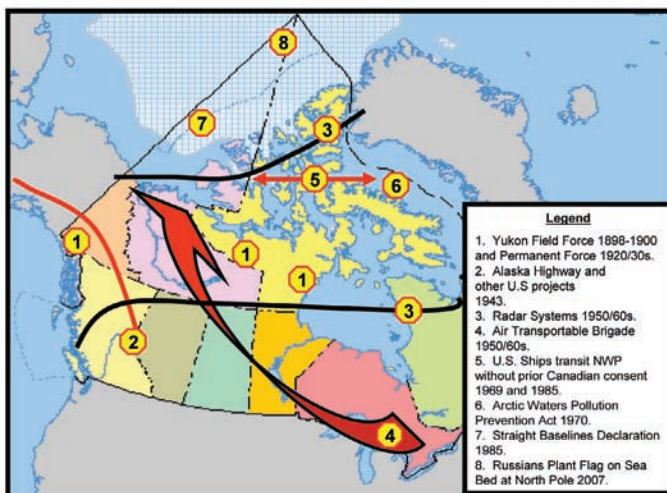 8
7
3
5
6
1
1
1
3
2
4
Legend
1. Yukon Field Force 1898-1900
and Permanent Force 1920/30s.
2. Alaska Highway and
other U.S projects
1943.
3. Radar Systems 1950/60s.
4. Air Transportable Brigade
1950/60s.
5. U.S. Ships transit NWP
without prior Canadian consent
1969 and 1985.
6. Arctic Waters Pollution
Prevention Act 1970.
7. Straight Baselines Declaration
1985.
8. Russians Plant Flag on Sea
Bed at North Pole 2007.